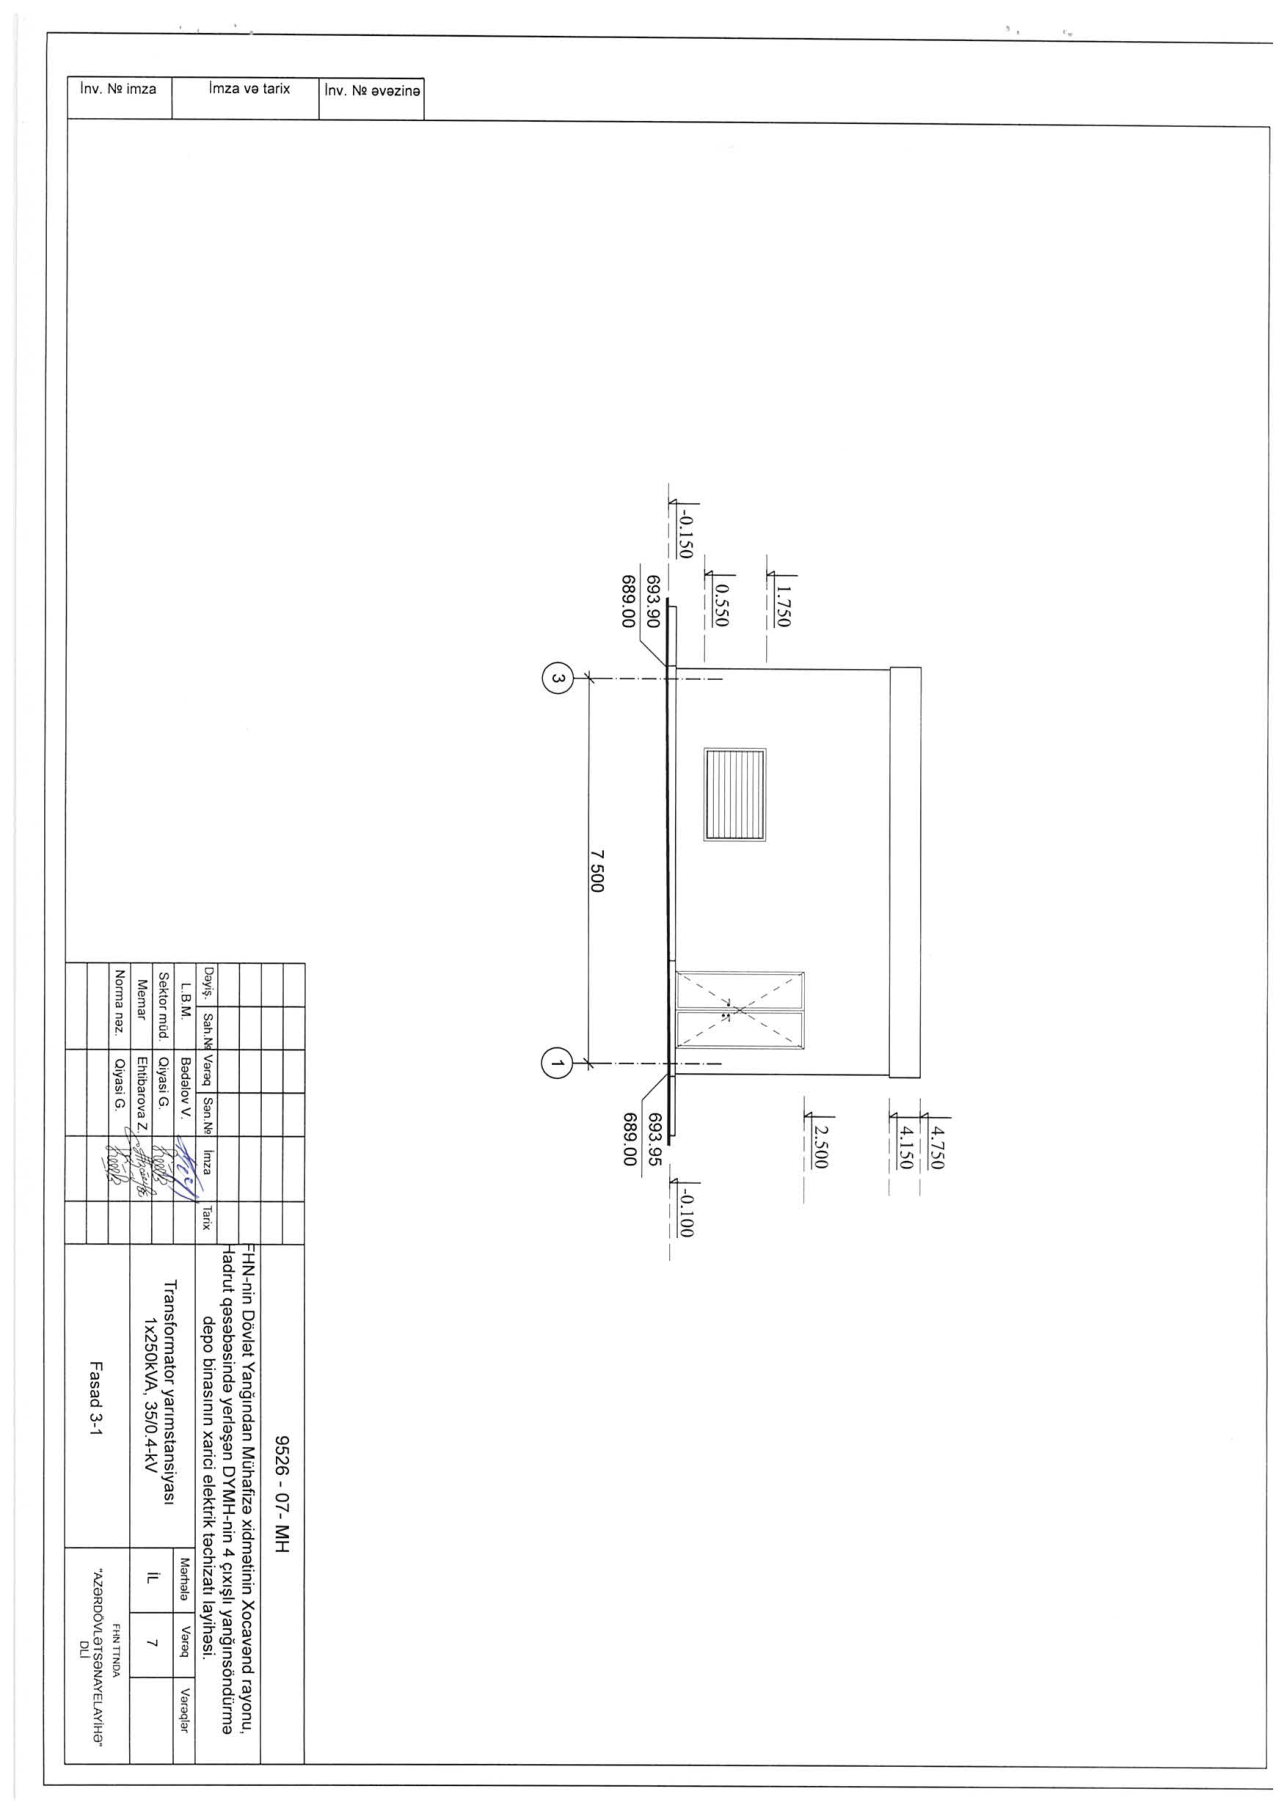 İnv. № imza
İmza və tarix
İnv. № əvəzinə
4.750
4.150
2.500
1.750
0.550
-0.150
-0.100
693.90
689.00
693.95
689.00
3
7 500
1
9526 - 07- MH
FHN-nin Dövlət Yanğından Mühafizə xidmətinin Xocavənd rayonu,
Hadrut qəsəbəsində yerləşən DYMH-nin 4 çıxışlı yanğınsöndürmə
depo binasının xarici elektrik təchizatı layihəsi.
Dəyiş. Sah.№ Vərəq Sən.№ İmza Tarix
L.B.M. Bədəlov V.
Sektor müd. Qiyasi G.
Memar Ehtibarova Z.
Norma nəz. Qiyasi G.
Transformator yarımstansiyası
1x250kVA, 35/0.4-kV
Mərhələ Vərəq Vərəqlər
İL 7
Fasad 3-1
FHN TTNDA
"AZƏRDÖVLƏTSƏNAYELAYİHƏ"
DLİ